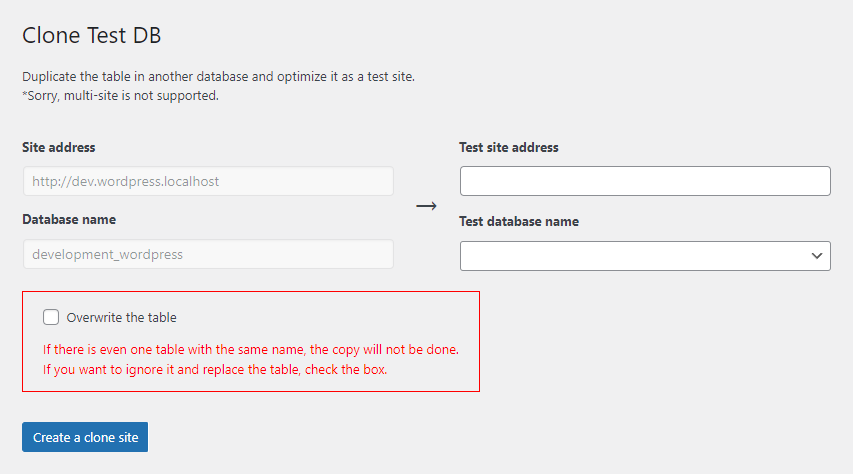 Clone Test DB
Duplicate the table in another database and optimize it as a test site.
*Sorry, multi-site is not supported.
Site address
http://dev.wordpress.localhost
Database name
development_wordpress
→
Test site address
Test database name
Overwrite the table
If there is even one table with the same name, the copy will not be done.
If you want to ignore it and replace the table, check the box.
Create a clone site